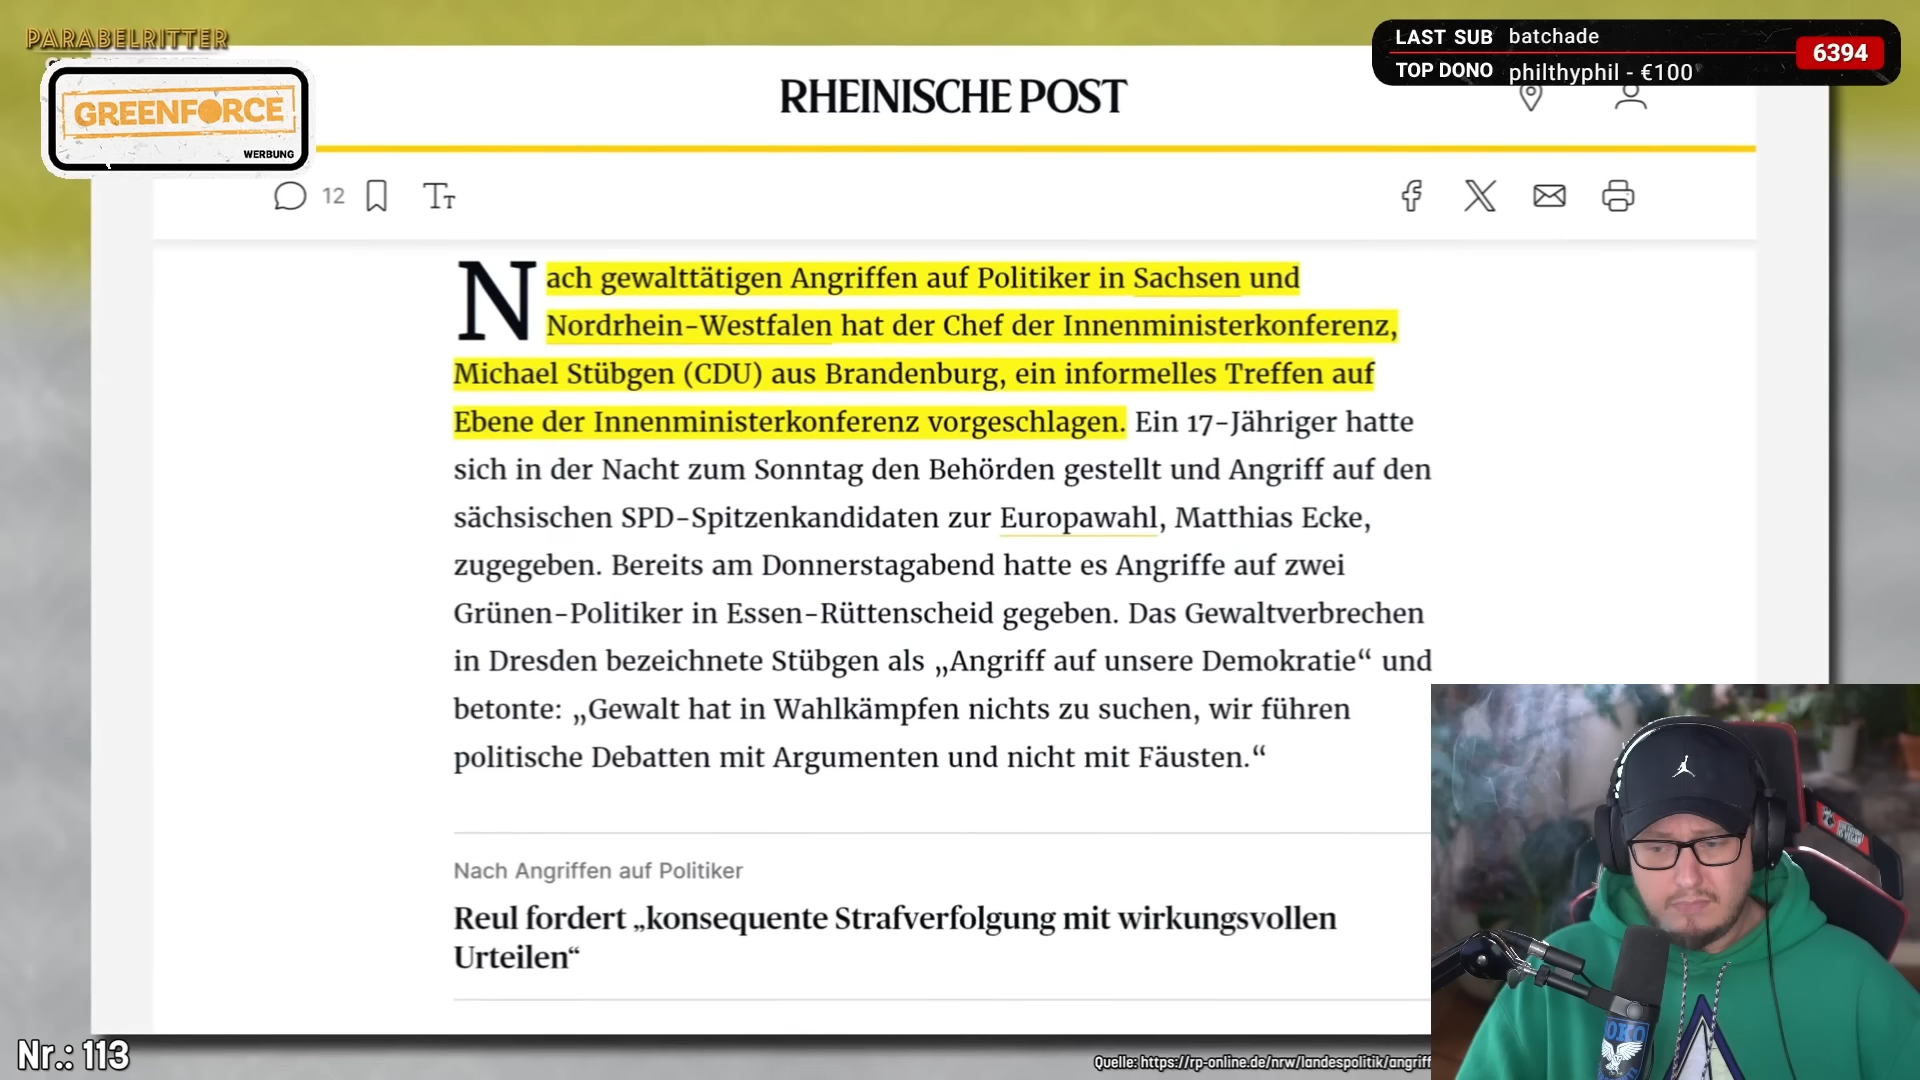 PARABELRITTER
GREENFORCE
WERBUNG
RHEINISCHE POST
LAST SUB batchade
TOP DONO philthyphil - €100
6394
12
Tт
Nach gewalttätigen Angriffen auf Politiker in Sachsen und
Nordrhein-Westfalen hat der Chef der Innenministerkonferenz,
Michael Stübgen (CDU) aus Brandenburg, ein informelles Treffen auf
Ebene der Innenministerkonferenz vorgeschlagen. Ein 17-Jähriger hatte
sich in der Nacht zum Sonntag den Behörden gestellt und Angriff auf den
sächsischen SPD-Spitzenkandidaten zur Europawahl, Matthias Ecke,
zugegeben. Bereits am Donnerstagabend hatte es Angriffe auf zwei
Grünen-Politiker in Essen-Rüttenscheid gegeben. Das Gewaltverbrechen
in Dresden bezeichnete Stübgen als „Angriff auf unsere Demokratie“ und
betonte: „Gewalt hat in Wahlkämpfen nichts zu suchen, wir führen
politische Debatten mit Argumenten und nicht mit Fäusten.“
Nach Angriffen auf Politiker
Reul fordert „konsequente Strafverfolgung mit wirkungsvollen
Urteilen“
Nr.: 113
Quelle: https://rp-online.de/nrw/landespolitik/angriff